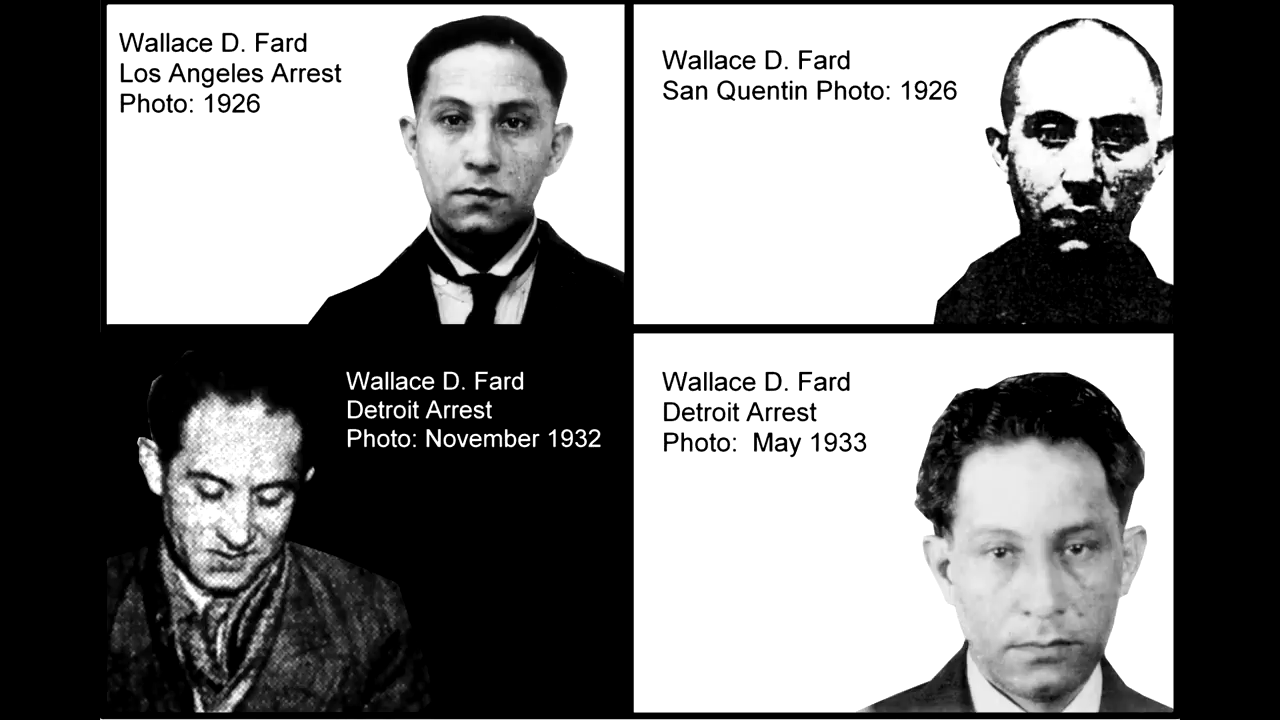 Wallace D. Fard
Los Angeles Arrest
Photo: 1926
Wallace D. Fard
San Quentin Photo: 1926
Wallace D. Fard
Detroit Arrest
Photo: November 1932
Wallace D. Fard
Detroit Arrest
Photo:  May 1933